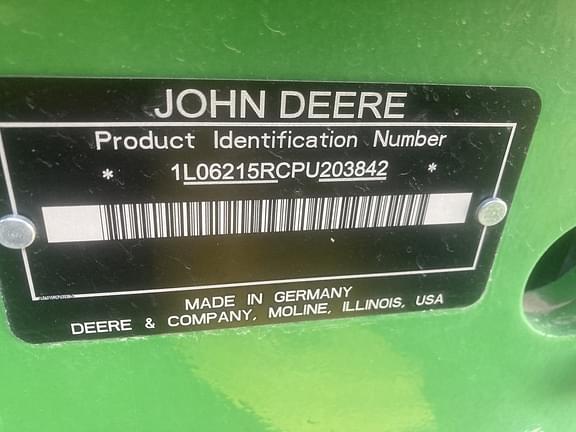 JOHN DEERE
Product Identification Number
* 1L06215RCPU203842 *
MADE IN GERMANY
DEERE & COMPANY, MOLINE, ILLINOIS, USA